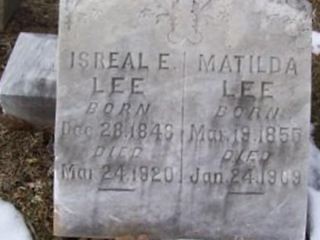 ISREAL E.
LEE
BORN
Dec 28.1846
DIED
Mar 24.1920
MATILDA
LEE
BORN
Mar. 19.1855
DIED
Jan. 24.1909